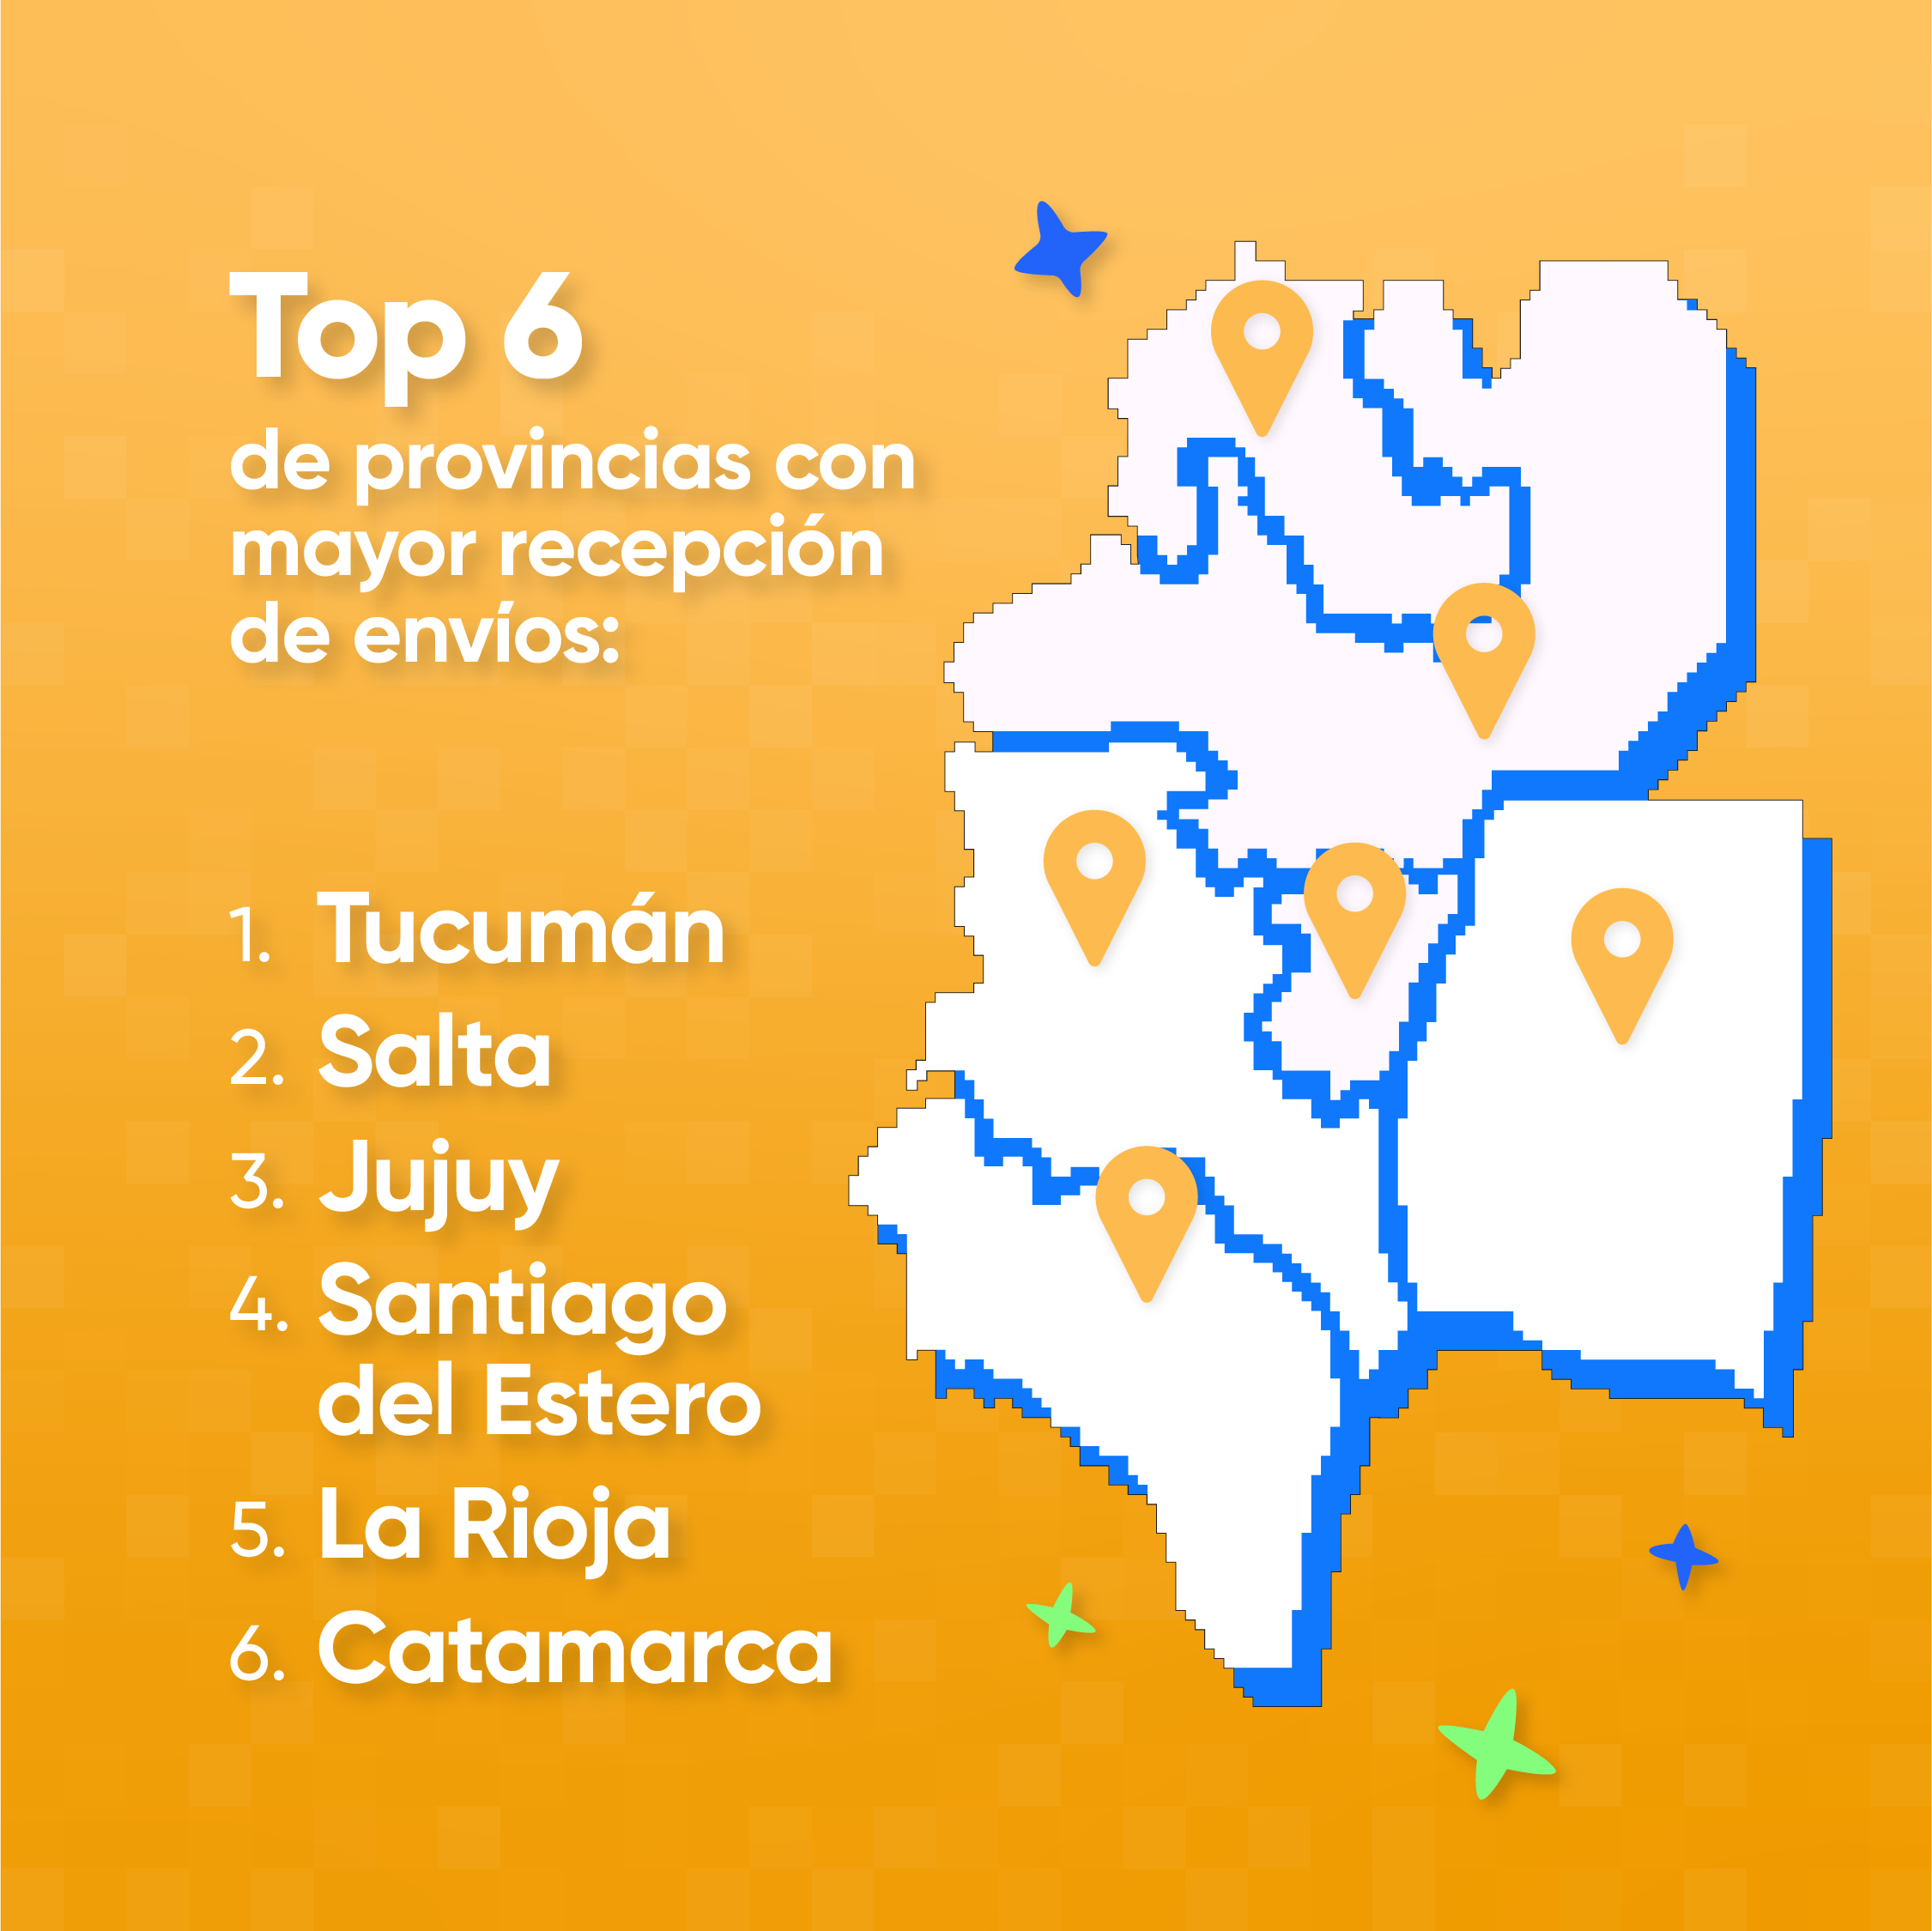 Top 6
de provincias con
mayor recepción
de envíos:
1. Tucumán
2. Salta
3. Jujuy
4. Santiago
del Estero
5. La Rioja
6. Catamarca